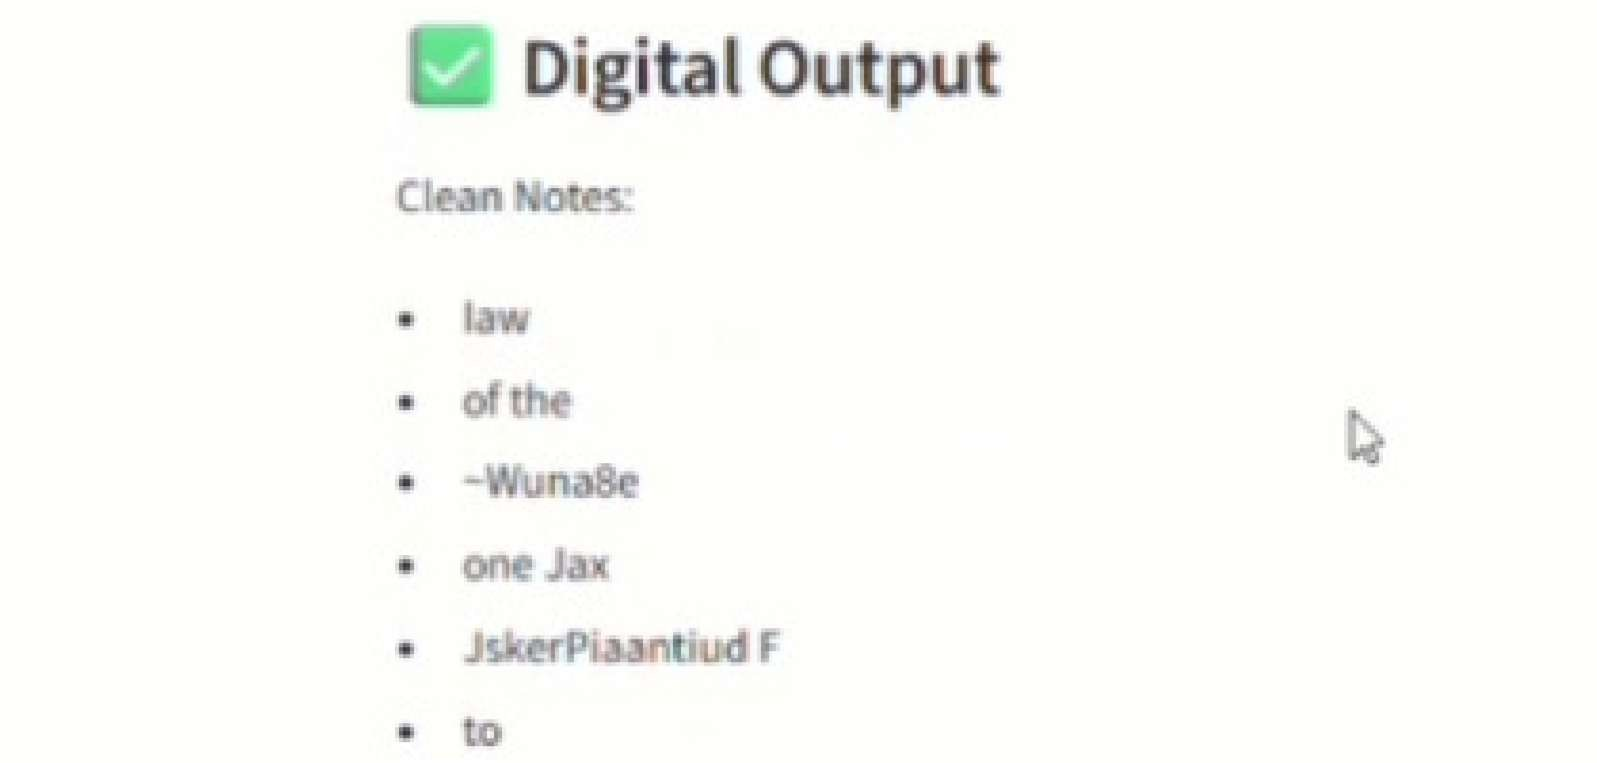 ✅ Digital Output
Clean Notes:
• law
• of the
• ~Wuna8e
• one Jax
• JskerPiaantiud F
• to